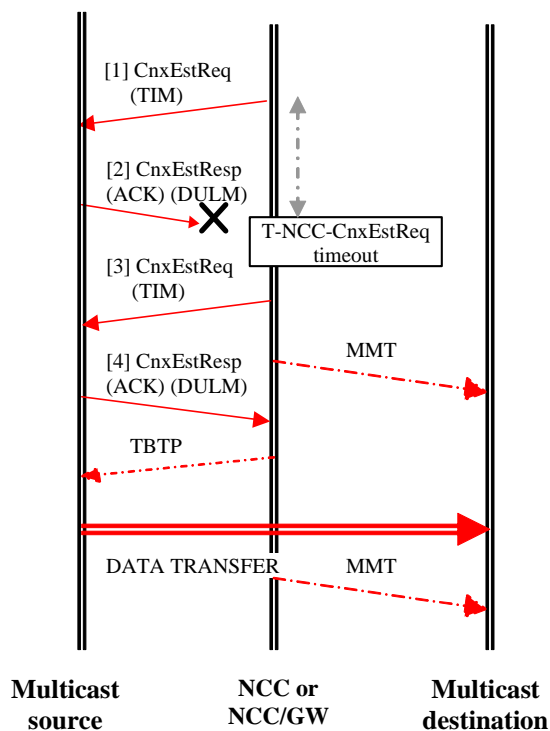 [1] CnxEstReq
(TIM)
[2] CnxEstResp
(ACK) (DULM)
T-NCC-CnxEstReq
timeout
[3] CnxEstReq
(TIM)
MMT
[4] CnxEstResp
(ACK) (DULM)
TBTP
DATA TRANSFER
MMT
Multicast
source
NCC or
NCC/GW
Multicast
destination